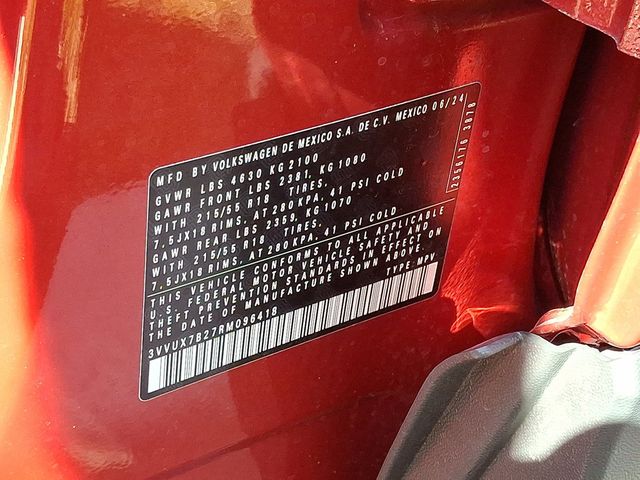 MFD BY VOLKSWAGEN DE MEXICO S.A. DE C.V. MEXICO 06/24
GVWR LBS 4630 KG 2100
GAWR FRONT LBS 2381, KG 1080
WITH 215/55 R18 TIRES,
7.5JX18 RIMS, AT 280KPA, 41 PSI COLD
GAWR REAR LBS 2359, KG 1070
WITH 215/55 R18 TIRES,
7.5JX18 RIMS, AT 280KPA, 41 PSI COLD
THIS VEHICLE CONFORMS TO ALL APPLICABLE
U.S. FEDERAL MOTOR VEHICLE SAFETY AND
THEFT PREVENTION STANDARDS IN EFFECT ON
THE DATE OF MANUFACTURE SHOWN ABOVE.
3VVUX7B27RM096418 TYPE: MPV
2356176 3878